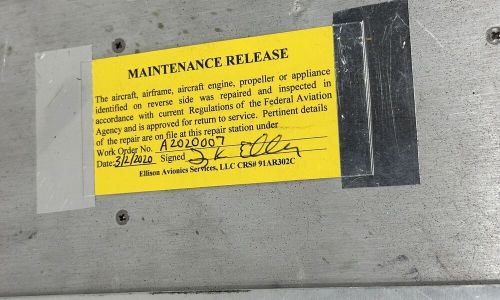 MAINTENANCE RELEASE
The aircraft, airframe, aircraft engine, propeller or appliance
identified on reverse side was repaired and inspected in
accordance with current Regulations of the Federal Aviation
Agency and is approved for return to service. Pertinent details
of the repair are on file at this repair station under
Work Order No. A2020007
Date: 3/2/2020 Signed
Ellison Avionics Services, LLC CRS# 91AR302C